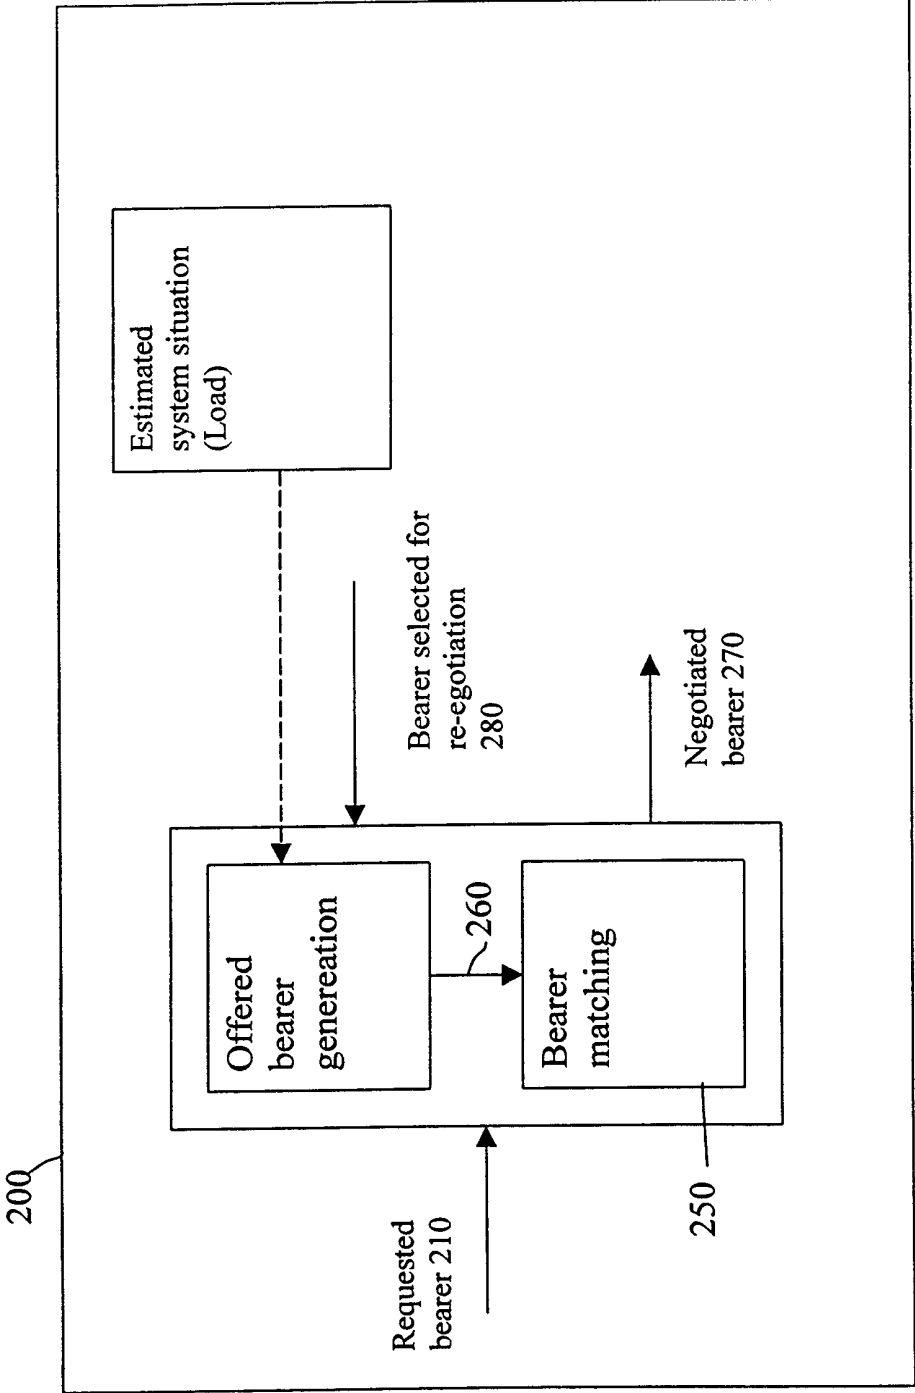 200
Estimated
system situation
(Load)
Offered
bearer
genereation
Bearer selected for
re-egotiation
280
260
Requested
bearer 210
Bearer
matching
Negotiated
bearer 270
250